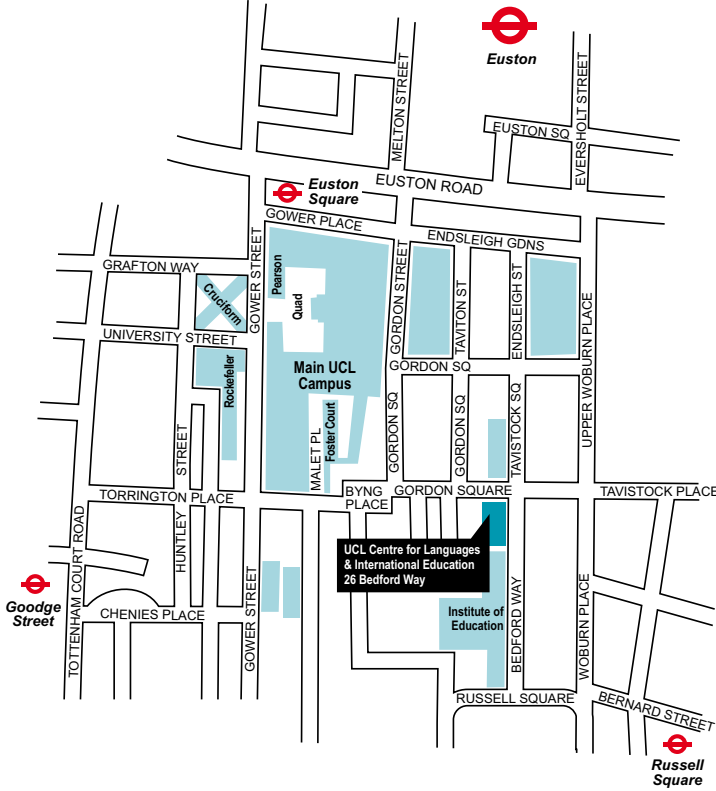 Euston
MELTON STREET
EVERSHOLT STREET
EUSTON SQ
EUSTON ROAD
Euston
Square
GOWER PLACE
ENDSLEIGH GDNS
GRAFTON WAY
GOWER STREET
Pearson
Quad
Cruciform
GORDON STREET
TAVITON ST
ENDSLEIGH ST
UPPER WOBURN PLACE
UNIVERSITY STREET
Rockefeller
Main UCL
Campus
GORDON SQ
MALET PL
Foster Court
GORDON SQ
GORDON SQ
TAVISTOCK SQ
HUNTLEY STREET
TORRINGTON PLACE
BYNG
PLACE
GORDON SQUARE
TAVISTOCK PLACE
TOTTENHAM COURT ROAD
UCL Centre for Languages
& International Education
26 Bedford Way
Goodge
Street
CHENIES PLACE
GOWER STREET
Institute of
Education
BEDFORD WAY
WOBURN PLACE
RUSSELL SQUARE
BERNARD STREET
Russell
Square